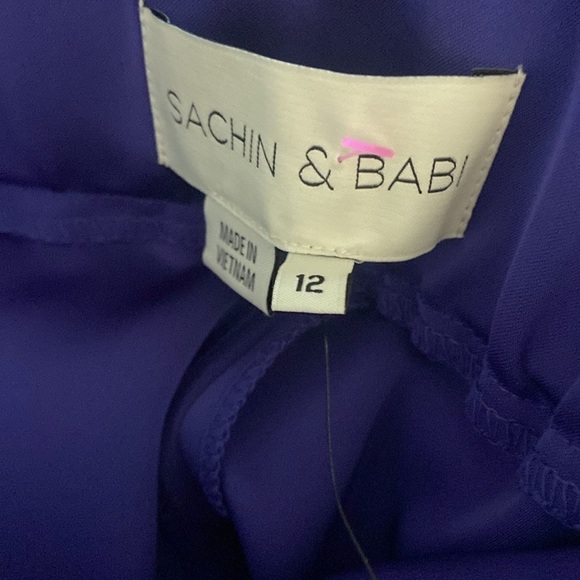 SACHIN & BABI
MADE IN
VIETNAM
12